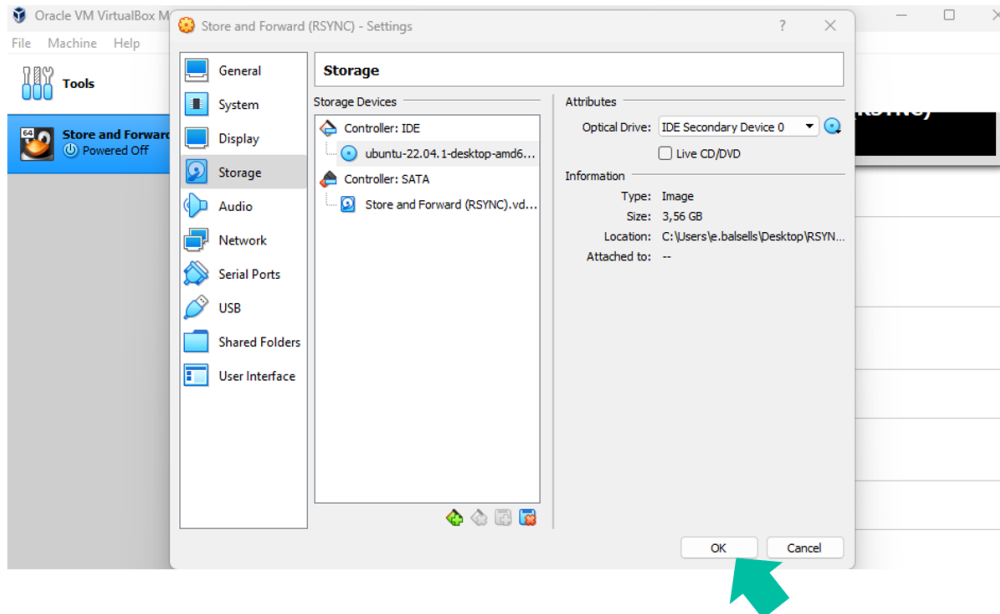 Oracle VM VirtualBox M
Store and Forward (RSYNC) - Settings
?
File Machine Help
Tools
64
Store and Forward
Powered Off
General
System
Display
Storage
Audio
Network
Serial Ports
USB
Shared Folders
User Interface
Storage
Storage Devices
Controller: IDE
ubuntu-22.04.1-desktop-amd6...
Controller: SATA
Store and Forward (RSYNC).vd...
Attributes
Optical Drive: IDE Secondary Device 0
Live CD/DVD
Information
Type: Image
Size: 3,56 GB
Location: C:\Users\e.balsells\Desktop\RSYN...
Attached to: --
OK
Cancel